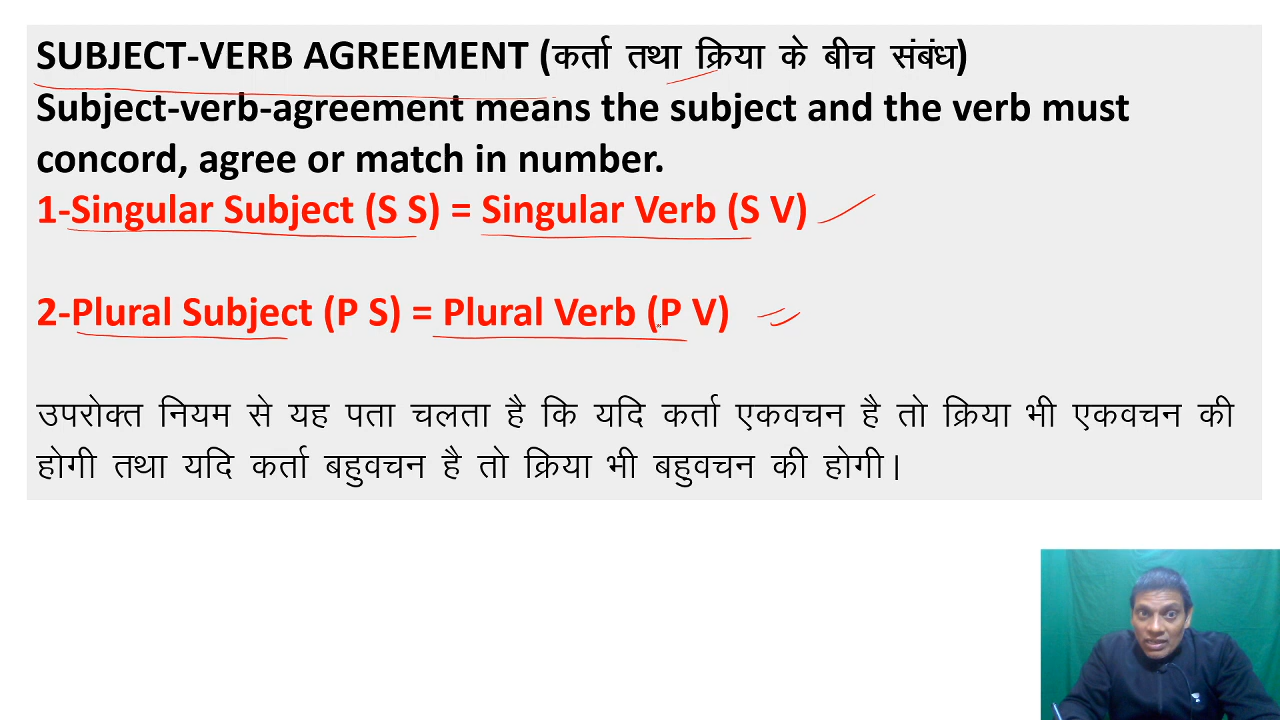 SUBJECT-VERB AGREEMENT (कर्ता तथा क्रिया के बीच संबंध)
Subject-verb-agreement means the subject and the verb must
concord, agree or match in number.
1-Singular Subject (S S) = Singular Verb (S V)
2-Plural Subject (P S) = Plural Verb (P V)
उपरोक्त नियम से यह पता चलता है कि यदि कर्ता एकवचन है तो क्रिया भी एकवचन की
होगी तथा यदि कर्ता बहुवचन है तो क्रिया भी बहुवचन की होगी।